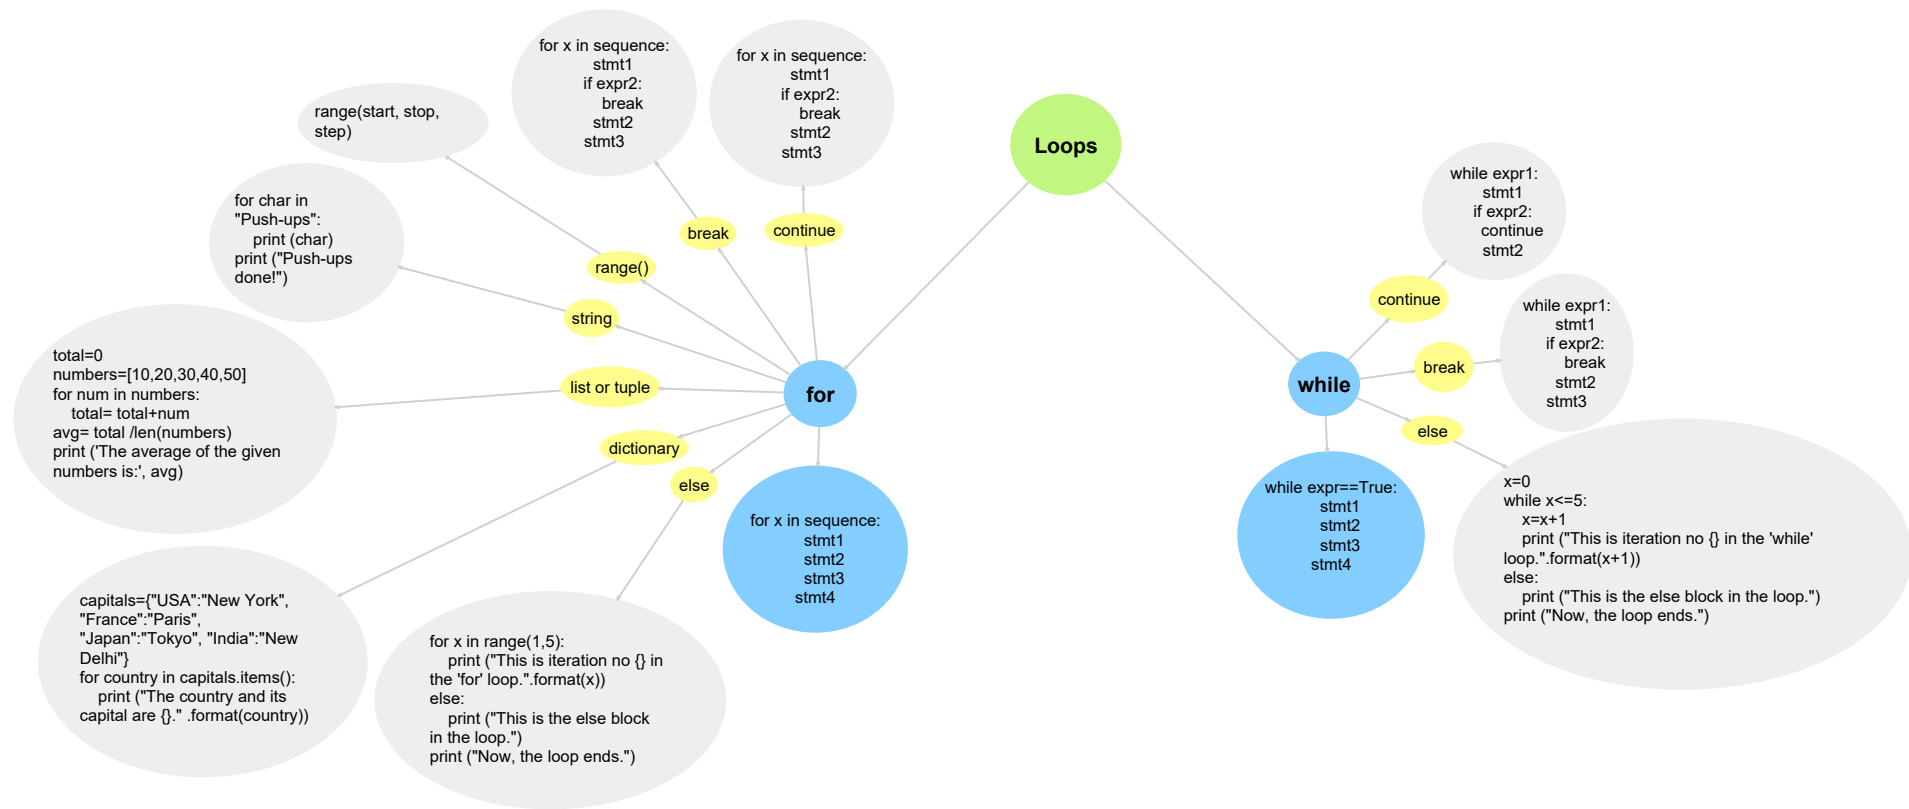 Loops
for
while
continue
for x in sequence:
stmt1
if expr2:
break
stmt2
stmt3
break
for x in sequence:
stmt1
if expr2:
break
stmt2
stmt3
range()
range(start, stop,
step)
string
for char in
"Push-ups":
print (char)
print ("Push-ups
done!")
list or tuple
total=0
numbers=[10,20,30,40,50]
for num in numbers:
total= total+num
avg= total /len(numbers)
print ('The average of the given
numbers is:', avg)
dictionary
capitals={"USA":"New York",
"France":"Paris",
"Japan":"Tokyo", "India":"New
Delhi"}
for country in capitals.items():
print ("The country and its
capital are {}." .format(country))
else
for x in range(1,5):
print ("This is iteration no {} in
the 'for' loop.".format(x))
else:
print ("This is the else block
in the loop.")
print ("Now, the loop ends.")
for x in sequence:
stmt1
stmt2
stmt3
stmt4
continue
while expr1:
stmt1
if expr2:
continue
stmt2
break
while expr1:
stmt1
if expr2:
break
stmt2
stmt3
else
x=0
while x<=5:
x=x+1
print ("This is iteration no {} in the 'while'
loop.".format(x+1))
else:
print ("This is the else block in the loop.")
print ("Now, the loop ends.")
while expr==True:
stmt1
stmt2
stmt3
stmt4